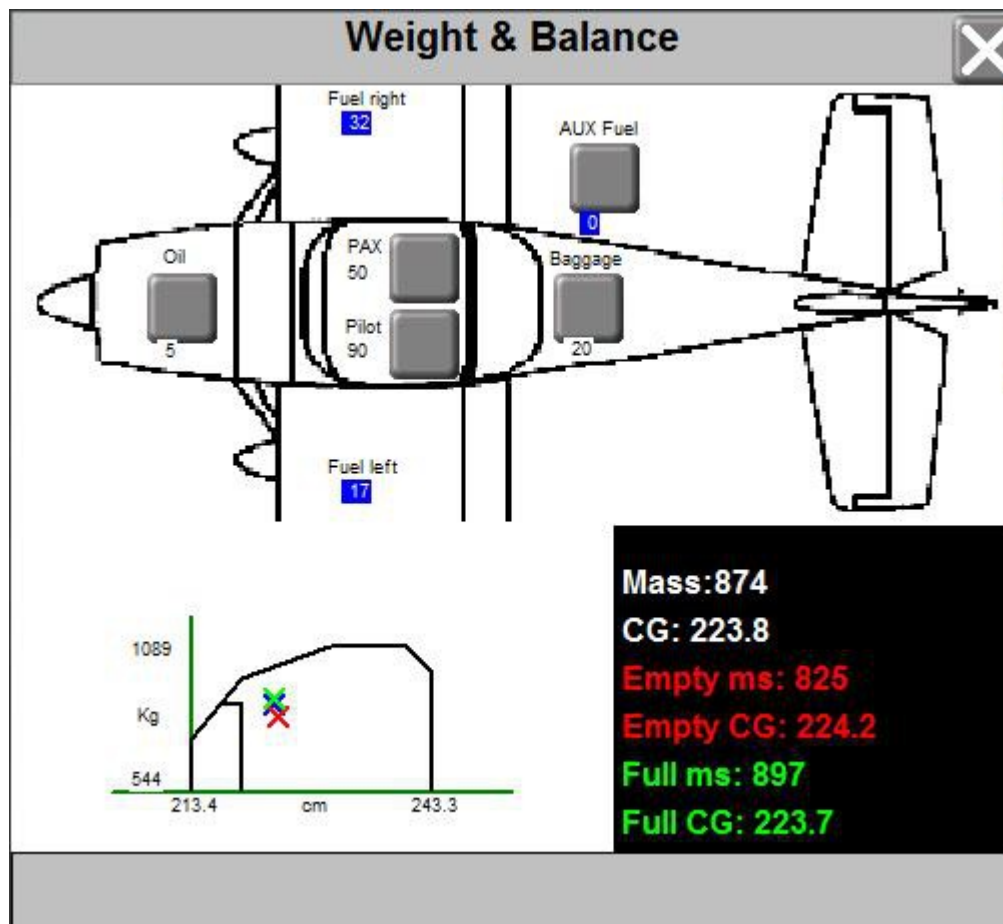 Weight & Balance
Fuel right
32
AUX Fuel
0
Oil
5
PAX
50
Pilot
90
Baggage
20
Fuel left
17
1089
Kg
544
213.4 cm 243.3
Mass:874
CG: 223.8
Empty ms: 825
Empty CG: 224.2
Full ms: 897
Full CG: 223.7